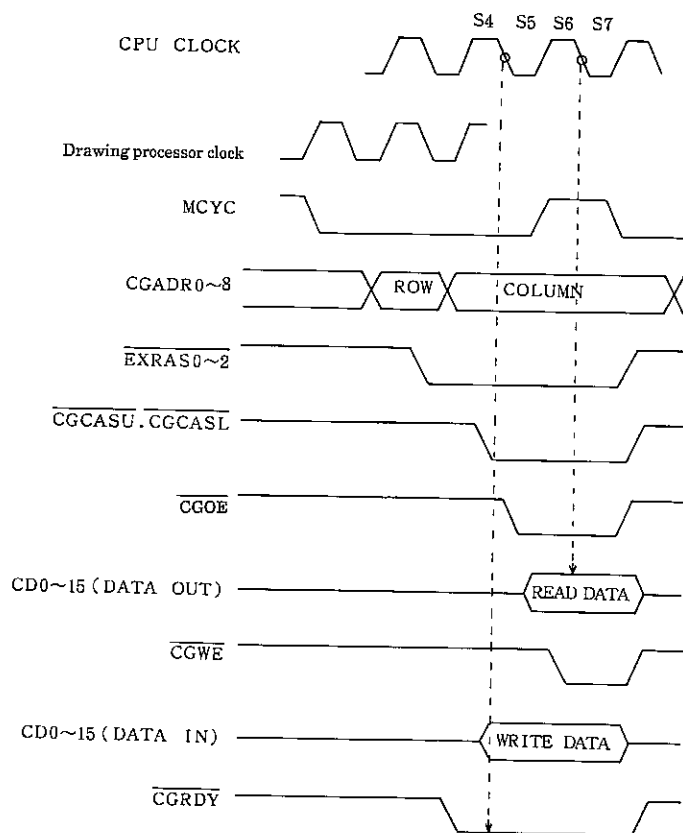 S4 S5 S6 S7
CPU CLOCK
Drawing processor clock
MCYC
CGADR0~8
ROW
COLUMN
EXRAS0~2
CGCASU.CGCASL
CGOE
CD0~15 (DATA OUT)
READ DATA
CGWE
CD0~15 (DATA IN)
WRITE DATA
CGRDY